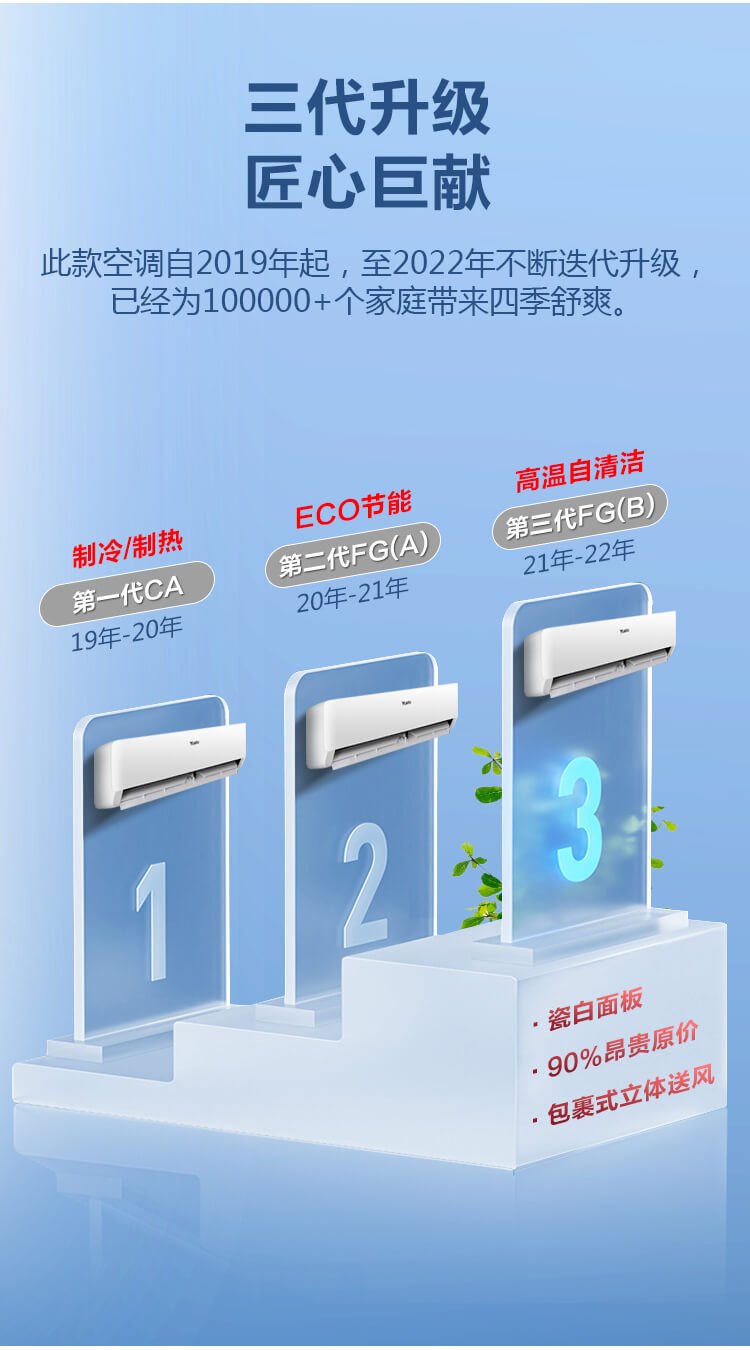 三代升级
匠心巨献
此款空调自2019年起，至2022年不断迭代升级，
已经为100000+个家庭带来四季舒爽。
制冷/制热
第一代CA
19年-20年
ECO节能
第二代FG(A)
20年-21年
高温自清洁
第三代FG(B)
21年-22年
1
2
3
· 瓷白面板
· 90%昂贵原价
· 包裹式立体送风